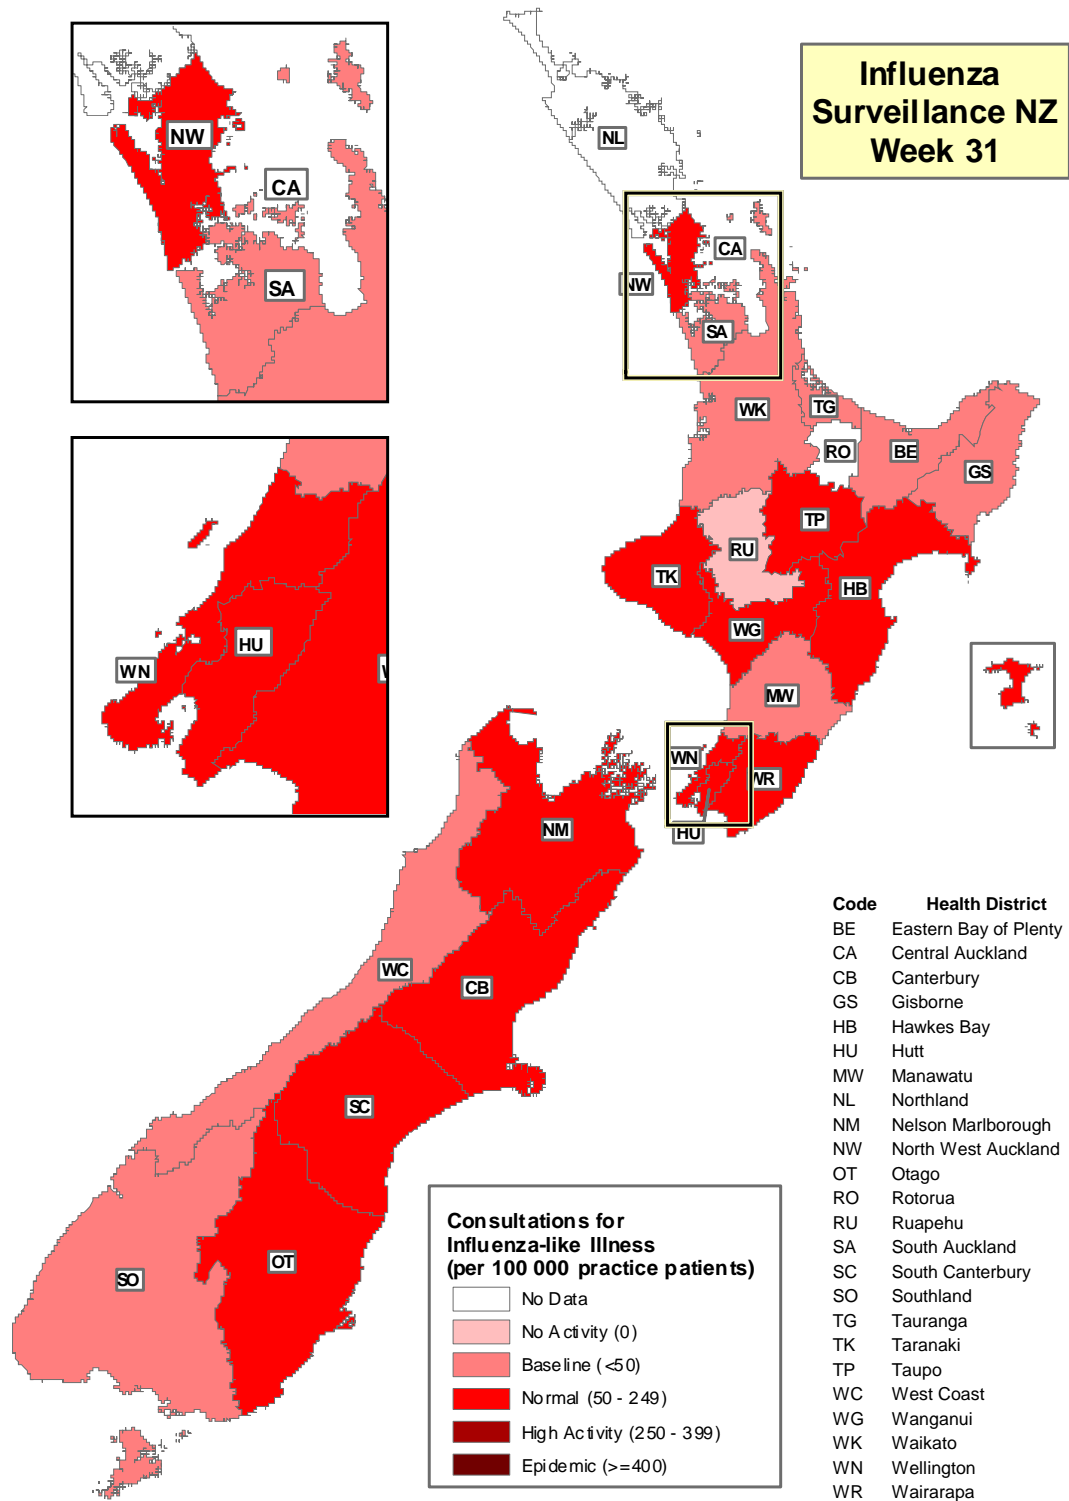 Influenza
Surveillance NZ
Week 31
NW
CA
SA
NL
CA
NW
SA
WK
TG
RO
BE
GS
TP
RU
TK
HB
WG
MW
HU
WN
WN
WR
HU
NM
WC
CB
SC
OT
SO
Code Health District
BE Eastern Bay of Plenty
CA Central Auckland
CB Canterbury
GS Gisborne
HB Hawkes Bay
HU Hutt
MW Manawatu
NL Northland
NM Nelson Marlborough
NW North West Auckland
OT Otago
RO Rotorua
RU Ruapehu
SA South Auckland
SC South Canterbury
SO Southland
TG Tauranga
TK Taranaki
TP Taupo
WC West Coast
WG Wanganui
WK Waikato
WN Wellington
WR Wairarapa
Consultations for
Influenza-like Illness
(per 100 000 practice patients)
No Data
No Activity (0)
Baseline (<50)
Normal (50 - 249)
High Activity (250 - 399)
Epidemic (>=400)